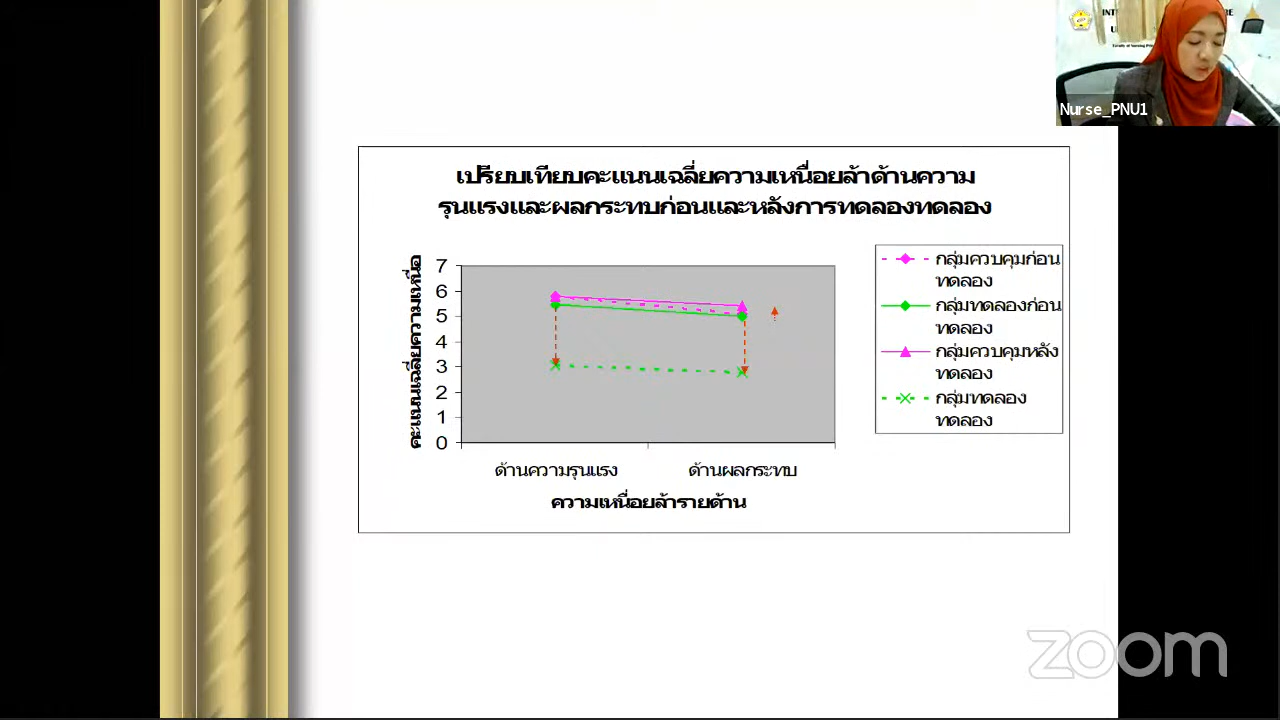 Nurse_PNU1
เปรียบเทียบคะแนนเฉลี่ยความเหนื่อยล้าด้านความ
รุนแรงและผลกระทบก่อนและหลังการทดลองทดลอง
คะแนนเฉลี่ยความเหนื่อ
7
6
5
4
3
2
1
0
ด้านความรุนแรง ด้านผลกระทบ
ความเหนื่อยล้ารายด้าน
กลุ่มควบคุมก่อน
ทดลอง
กลุ่มทดลองก่อน
ทดลอง
กลุ่มควบคุมหลัง
ทดลอง
กลุ่มทดลอง
ทดลอง
zoom